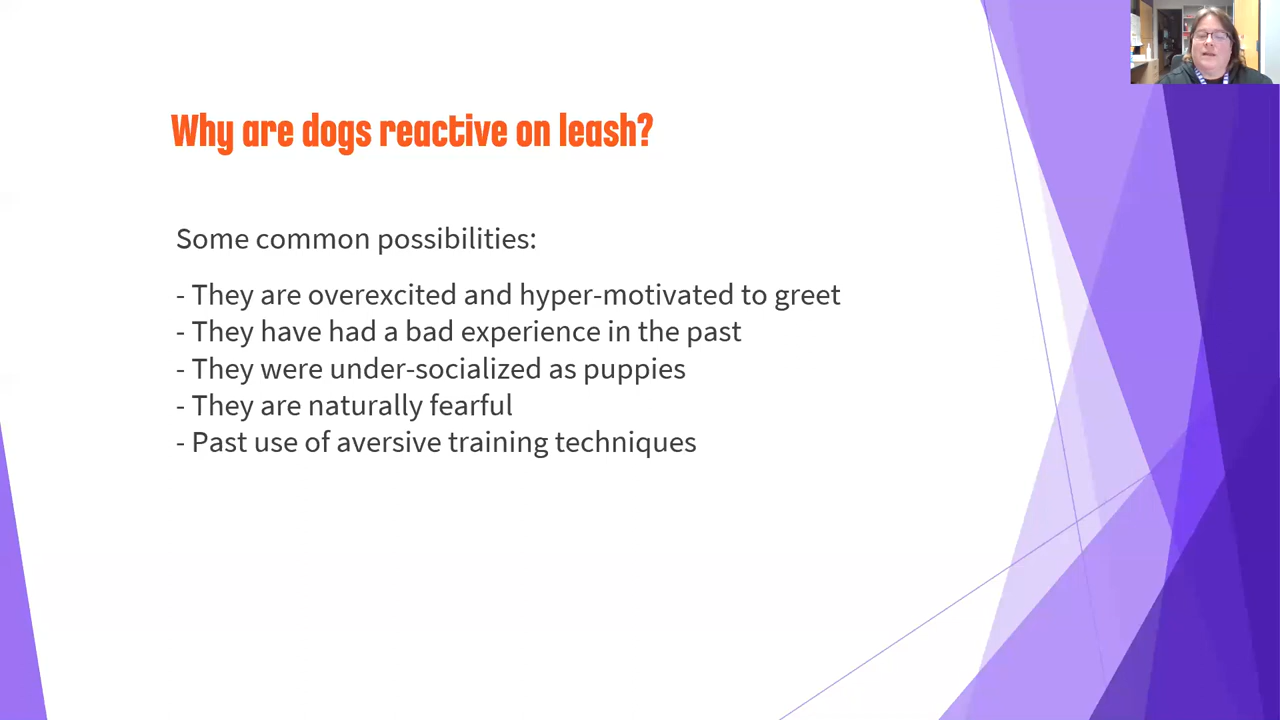 Why are dogs reactive on leash?
Some common possibilities:
- They are overexcited and hyper-motivated to greet
- They have had a bad experience in the past
- They were under-socialized as puppies
- They are naturally fearful
- Past use of aversive training techniques